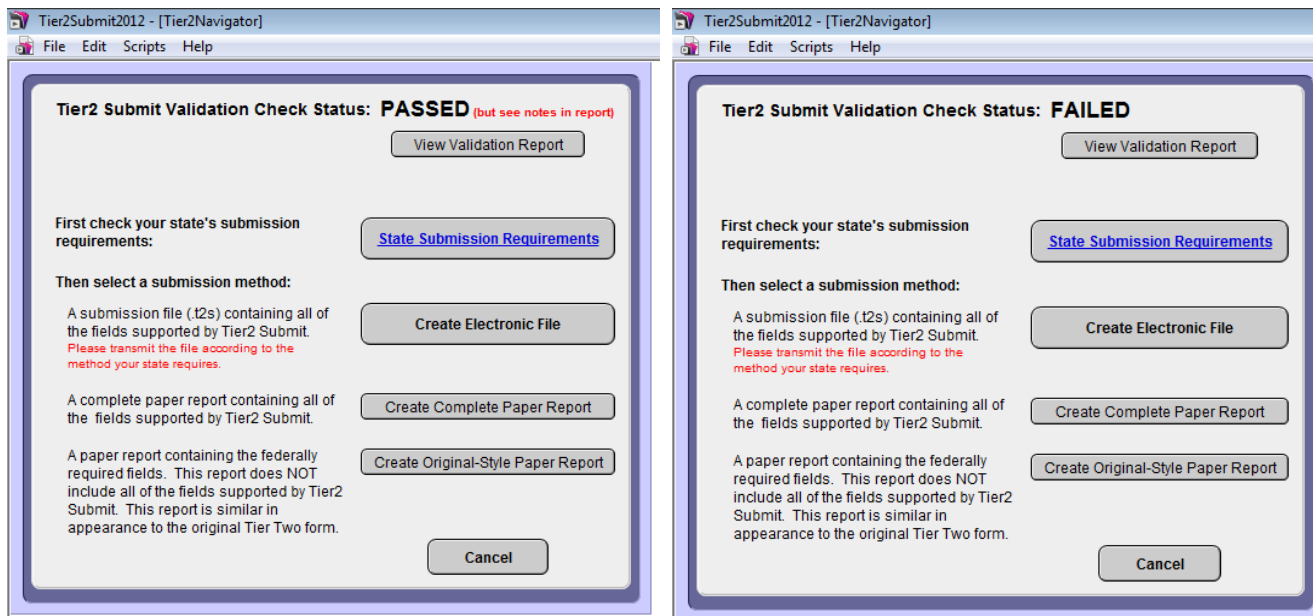 Tier2Submit2012 - [Tier2Navigator]
File Edit Scripts Help
Tier2 Submit Validation Check Status: PASSED (but see notes in report)
View Validation Report
First check your state's submission
requirements:
State Submission Requirements
Then select a submission method:
A submission file (.t2s) containing all of
the fields supported by Tier2 Submit.
Please transmit the file according to the
method your state requires.
Create Electronic File
A complete paper report containing all of
the fields supported by Tier2 Submit.
Create Complete Paper Report
A paper report containing the federally
required fields. This report does NOT
include all of the fields supported by Tier2
Submit. This report is similar in
appearance to the original Tier Two form.
Create Original-Style Paper Report
Cancel
Tier2Submit2012 - [Tier2Navigator]
File Edit Scripts Help
Tier2 Submit Validation Check Status: FAILED
View Validation Report
First check your state's submission
requirements:
State Submission Requirements
Then select a submission method:
A submission file (.t2s) containing all of
the fields supported by Tier2 Submit.
Please transmit the file according to the
method your state requires.
Create Electronic File
A complete paper report containing all of
the fields supported by Tier2 Submit.
Create Complete Paper Report
A paper report containing the federally
required fields. This report does NOT
include all of the fields supported by Tier2
Submit. This report is similar in
appearance to the original Tier Two form.
Create Original-Style Paper Report
Cancel